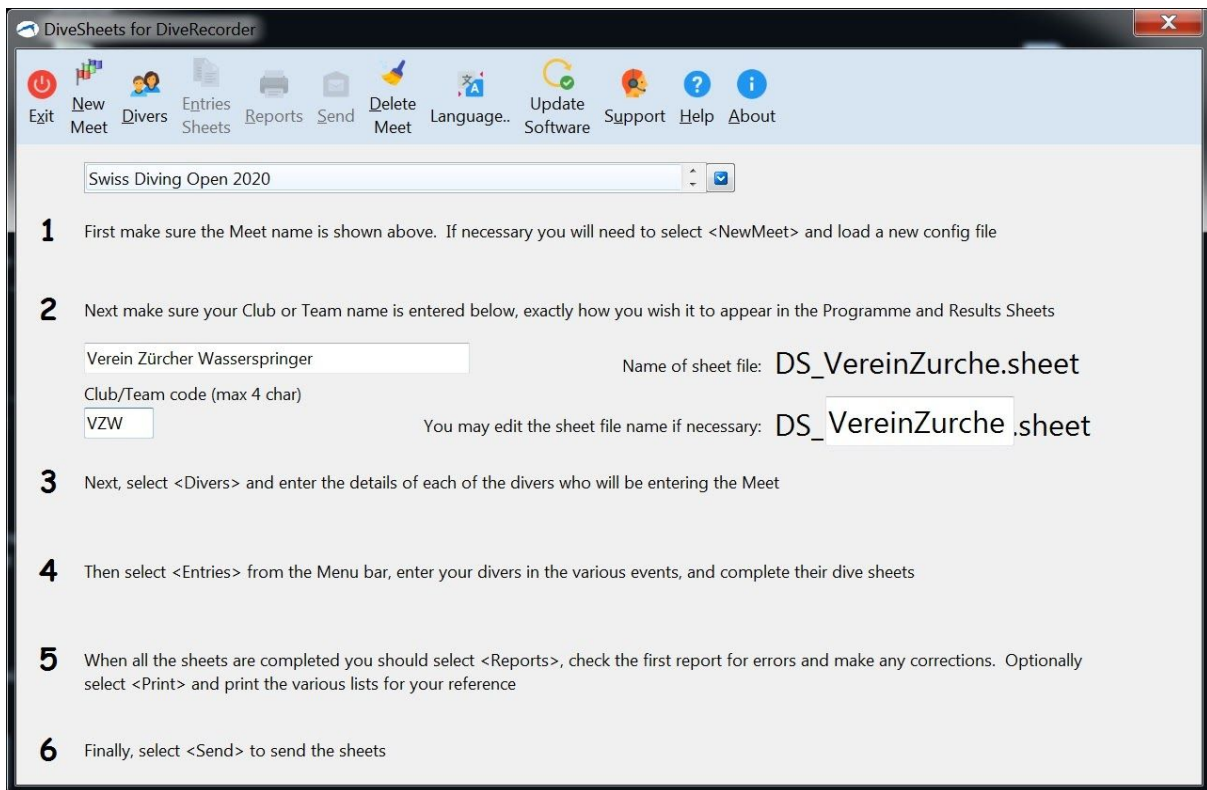 DiveSheets for DiveRecorder
Exit
New Meet
Divers
Entries Sheets
Reports
Send
Delete Meet
Language..
Update Software
Support
Help
About
Swiss Diving Open 2020
1 First make sure the Meet name is shown above. If necessary you will need to select <NewMeet> and load a new config file
2 Next make sure your Club or Team name is entered below, exactly how you wish it to appear in the Programme and Results Sheets
Verein Zürcher Wasserspringer
Name of sheet file: DS_VereinZurche.sheet
Club/Team code (max 4 char)
VZW
You may edit the sheet file name if necessary: DS_ VereinZurche .sheet
3 Next, select <Divers> and enter the details of each of the divers who will be entering the Meet
4 Then select <Entries> from the Menu bar, enter your divers in the various events, and complete their dive sheets
5 When all the sheets are completed you should select <Reports>, check the first report for errors and make any corrections. Optionally
select <Print> and print the various lists for your reference
6 Finally, select <Send> to send the sheets